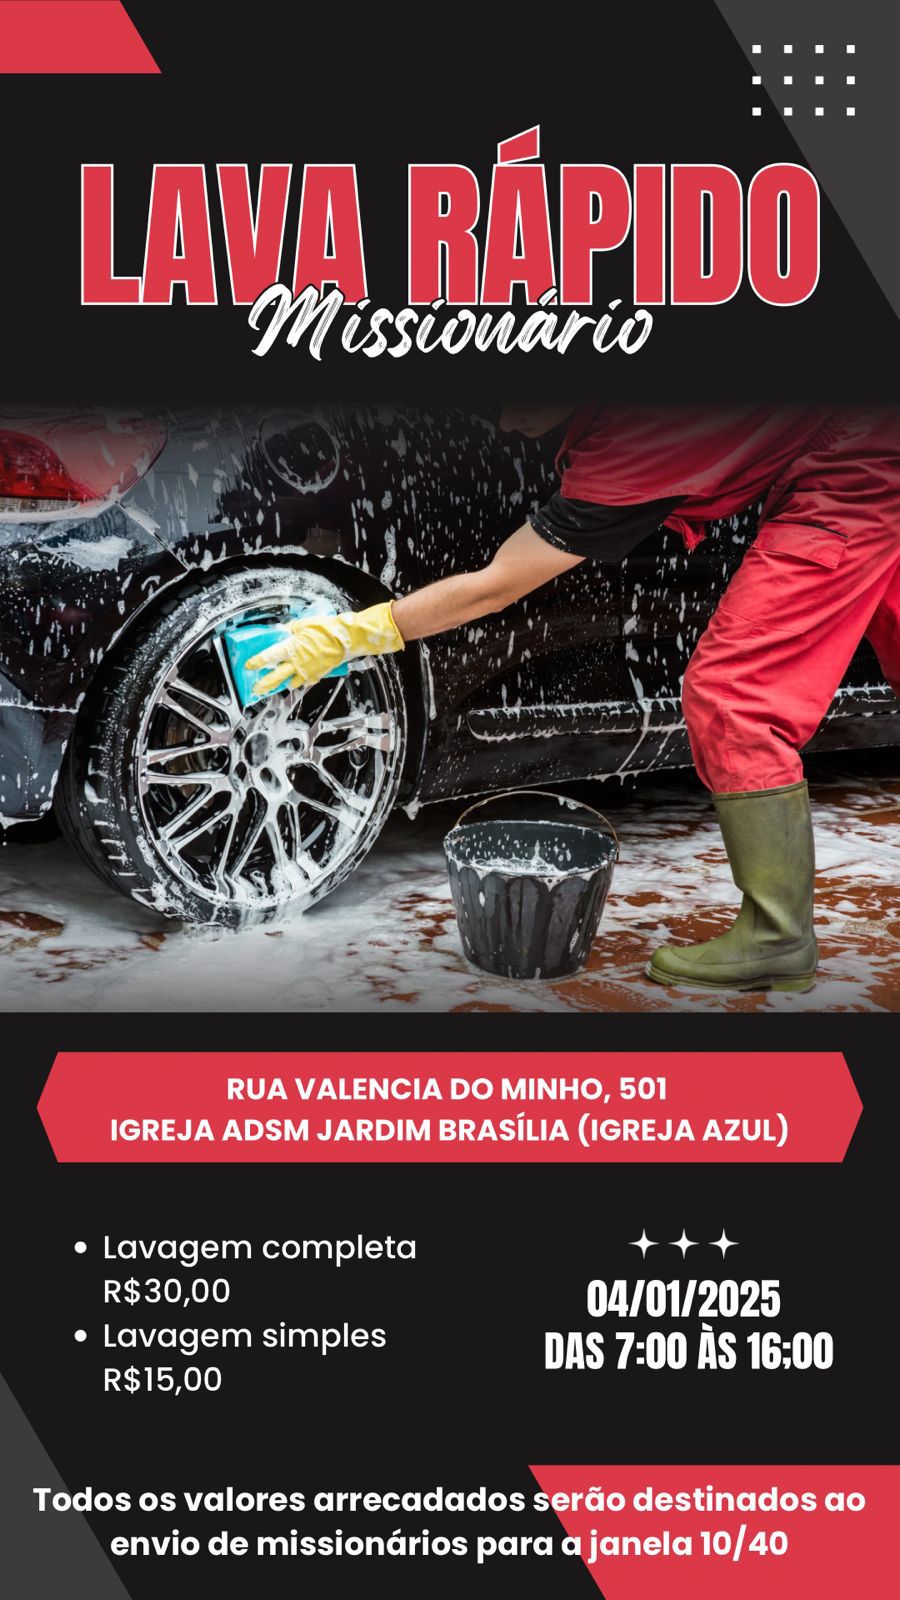 LAVA RÁPIDO
Missionário
RUA VALENCIA DO MINHO, 501
IGREJA ADSM JARDIM BRASÍLIA (IGREJA AZUL)
• Lavagem completa
R$30,00
• Lavagem simples
R$15,00
04/01/2025
DAS 7:00 ÀS 16;00
Todos os valores arrecadados serão destinados ao
envio de missionários para a janela 10/40